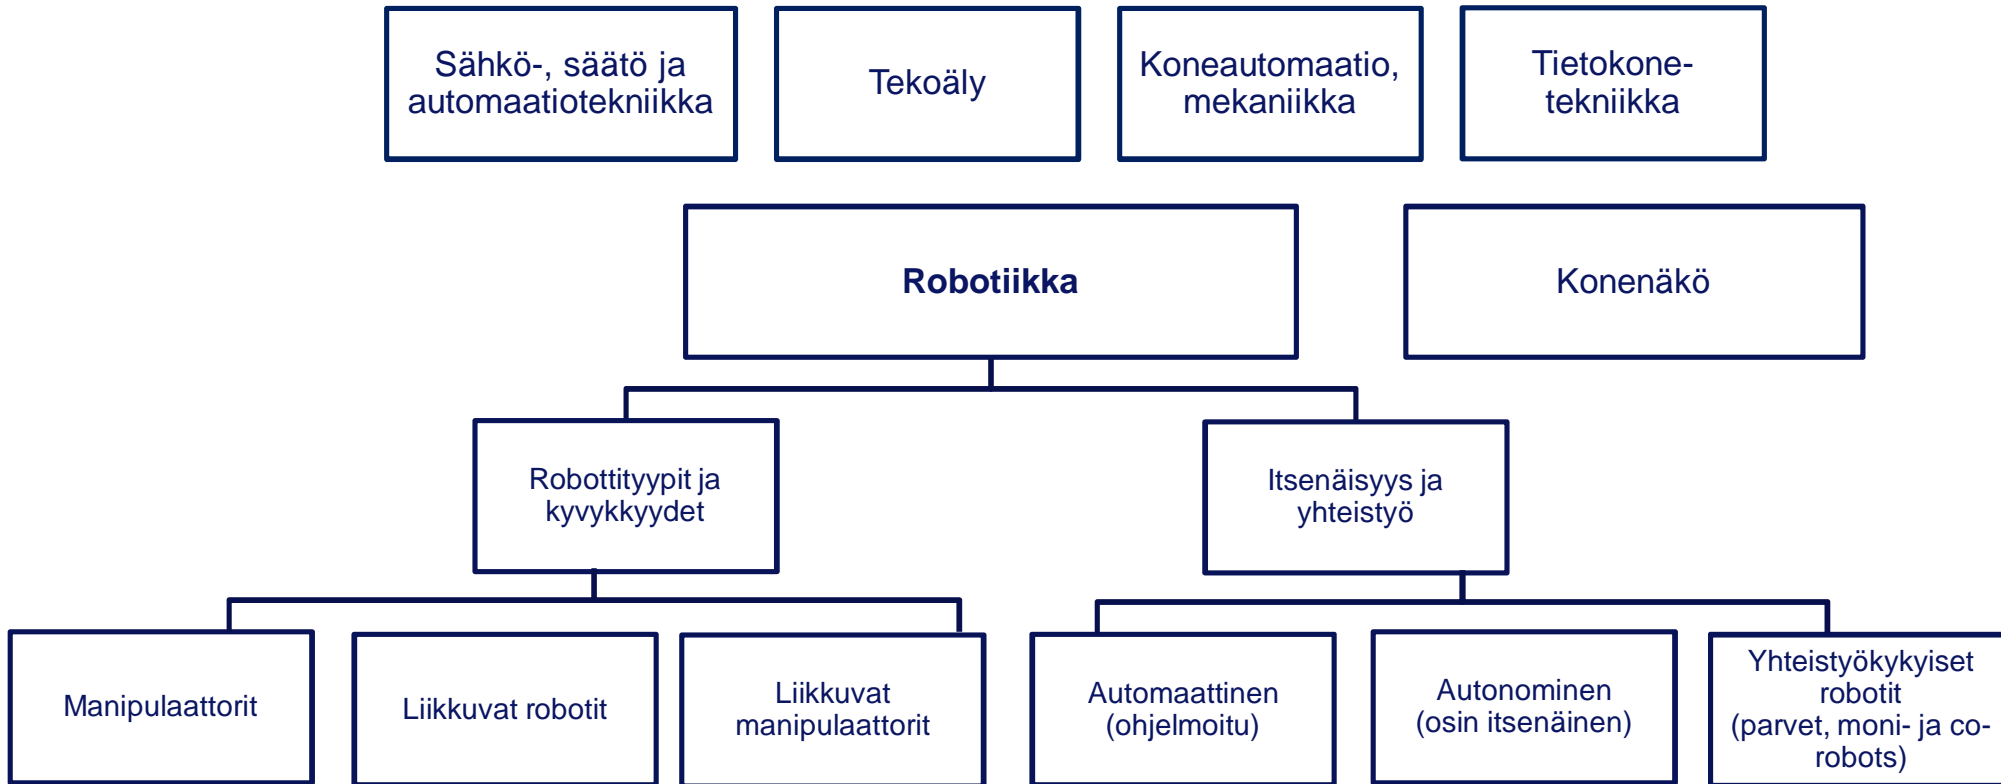 Sähkö-, säätö ja
automaatiotekniikka
Tekoäly
Koneautomaatio,
mekaniikka
Tietokone-
tekniikka
Robotiikka
Konenäkö
Robottityypit ja
kyvykkyydet
Itsenäisyys ja
yhteistyö
Manipulaattorit
Liikkuvat robotit
Liikkuvat
manipulaattorit
Automaattinen
(ohjelmoitu)
Autonominen
(osin itsenäinen)
Yhteistyökykyiset
robotit
(parvet, moni- ja co-
robots)